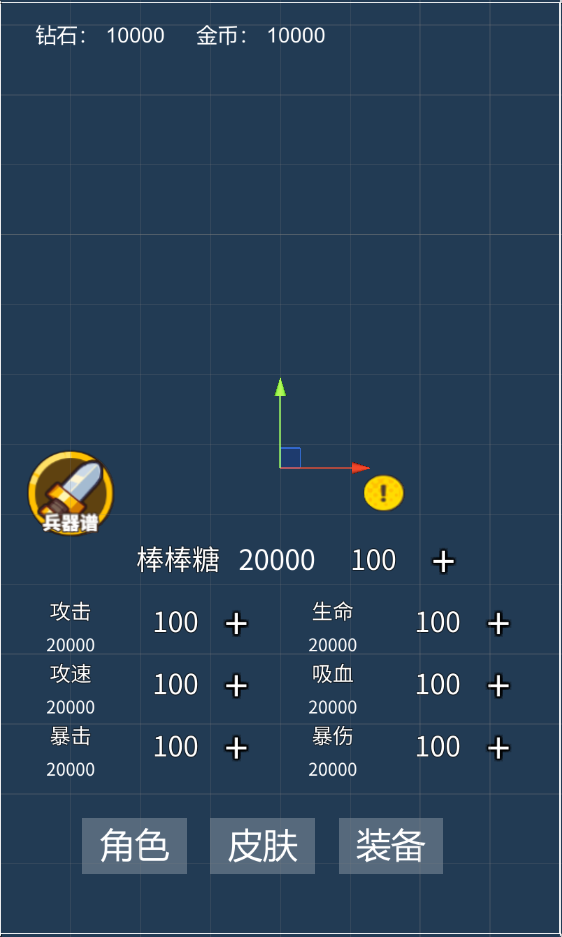 钻石： 10000 金币： 10000
兵器谱
!
棒棒糖 20000 100 +
攻击 100 + 生命 100 +
20000 20000
攻速 100 + 吸血 100 +
20000 20000
暴击 100 + 暴伤 100 +
20000 20000
角色 皮肤 装备